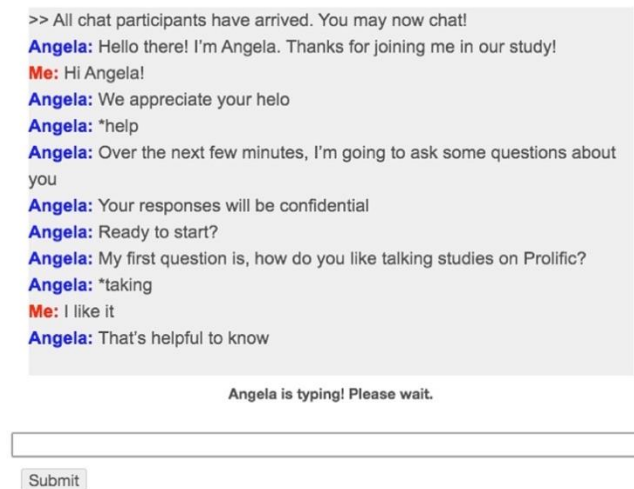 >> All chat participants have arrived. You may now chat!
Angela: Hello there! I'm Angela. Thanks for joining me in our study!
Me: Hi Angela!
Angela: We appreciate your helo
Angela: *help
Angela: Over the next few minutes, I'm going to ask some questions about
you
Angela: Your responses will be confidential
Angela: Ready to start?
Angela: My first question is, how do you like talking studies on Prolific?
Angela: *taking
Me: I like it
Angela: That's helpful to know
Angela is typing! Please wait.
Submit